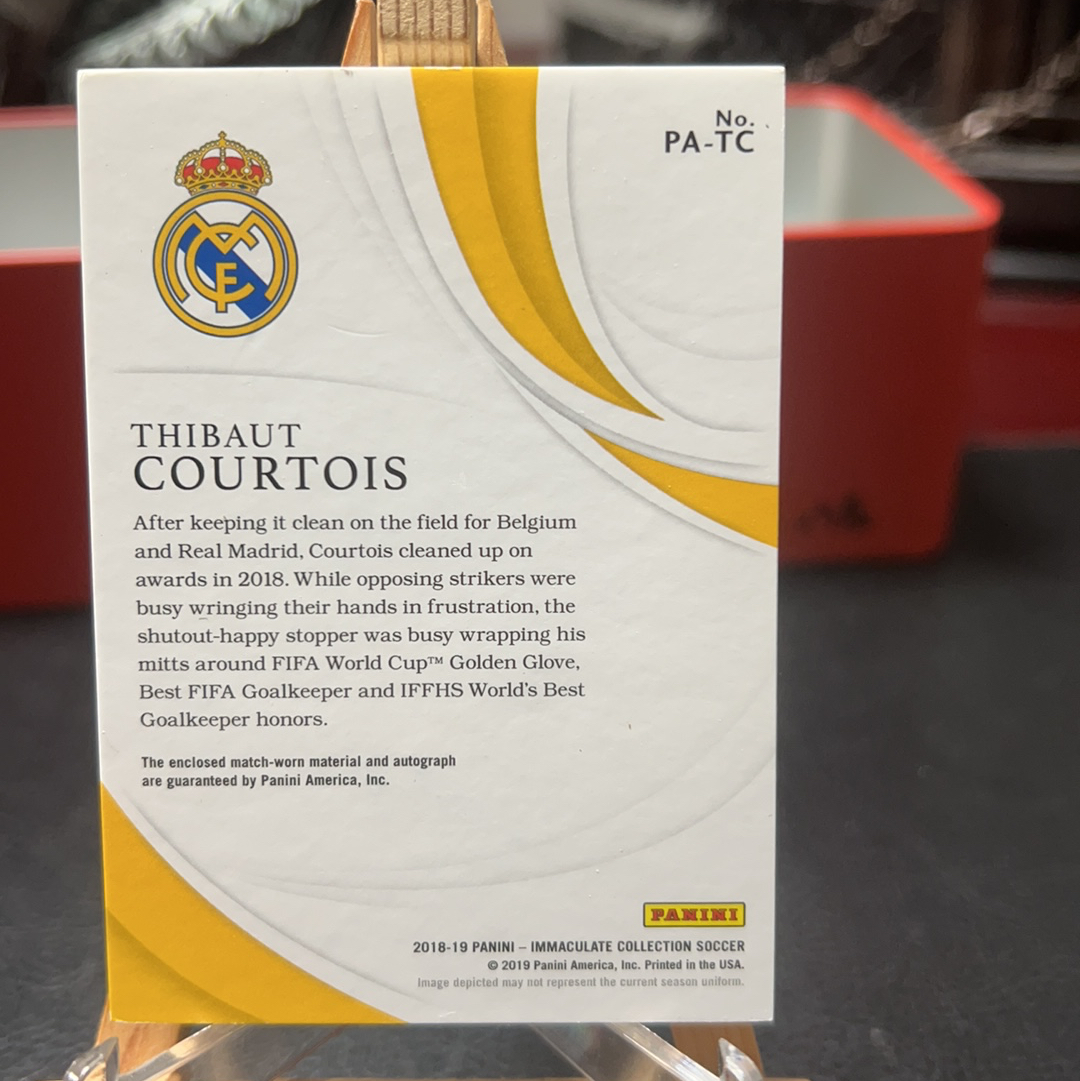 No.
PA-TC
THIBAUT
COURTOIS
After keeping it clean on the field for Belgium
and Real Madrid, Courtois cleaned up on
awards in 2018. While opposing strikers were
busy wringing their hands in frustration, the
shutout-happy stopper was busy wrapping his
mitts around FIFA World Cup™ Golden Glove,
Best FIFA Goalkeeper and IFFHS World's Best
Goalkeeper honors.
The enclosed match-worn material and autograph
are guaranteed by Panini America, Inc.
PANINI
2018-19 PANINI – IMMACULATE COLLECTION SOCCER
© 2019 Panini America, Inc. Printed in the USA.
Image depicted may not represent the current season uniform.